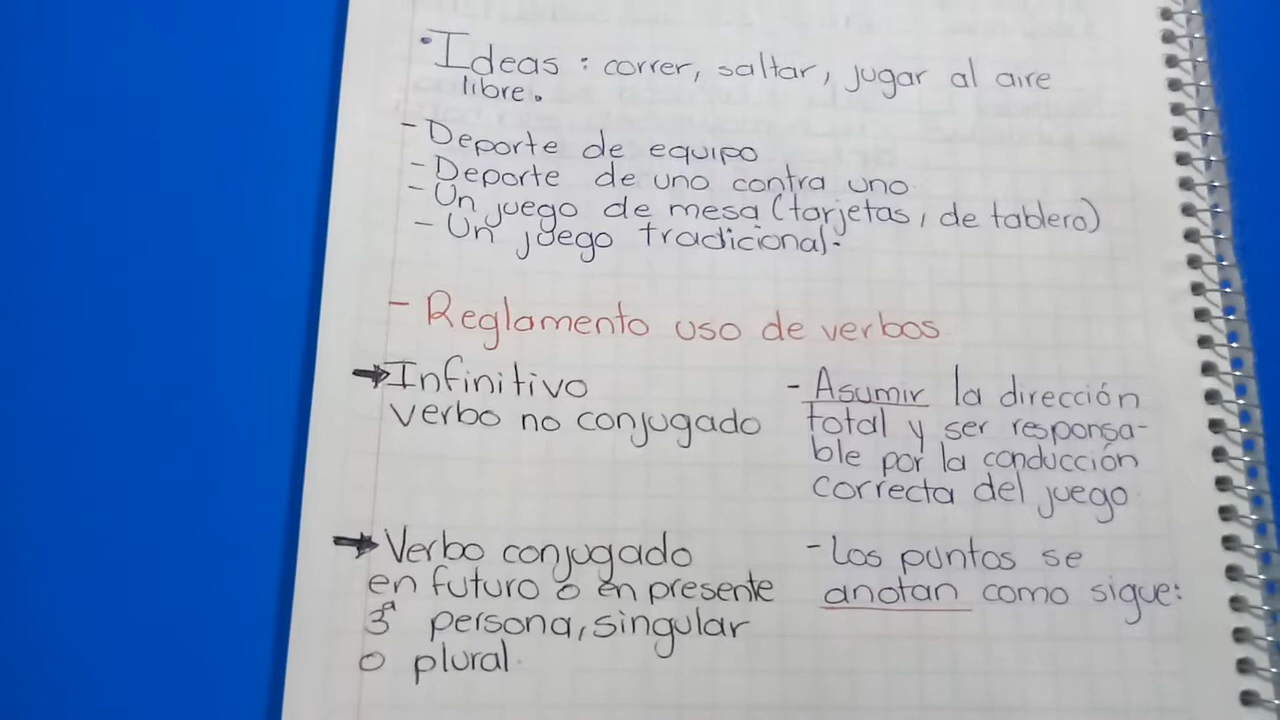 • Ideas : correr, saltar, jugar al aire
libre.
- Deporte de equipo
- Deporte de uno contra uno.
- Un juego de mesa (tarjetas, de tablero)
- Un juego tradicional.
- Reglamento uso de verbos
→ Infinitivo
verbo no conjugado
- Asumir la dirección
total y ser responsa-
ble por la conducción
correcta del juego.
→ Verbo conjugado
en futuro o en presente
3ª persona, singular
o plural.
- Los puntos se
anotan como sigue: